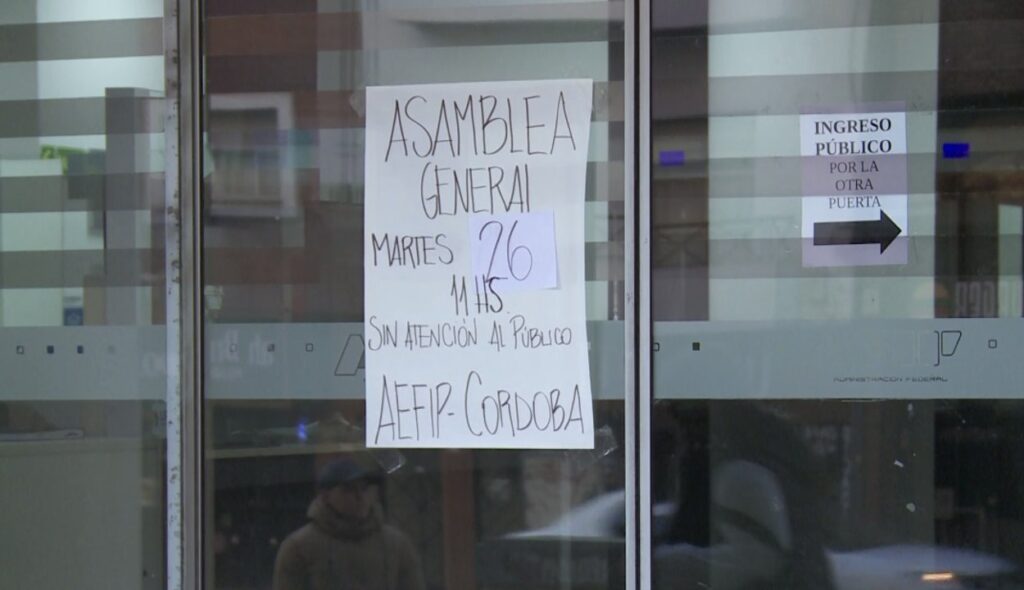 ASAMBLEA
GENERAL
MARTES 26
11 HS.
SIN ATENCIÓN AL PÚBLICO
AEFIP-CÓRDOBA
INGRESO
PÚBLICO
POR LA
OTRA
PUERTA
ADMINISTRACIÓN FEDERAL